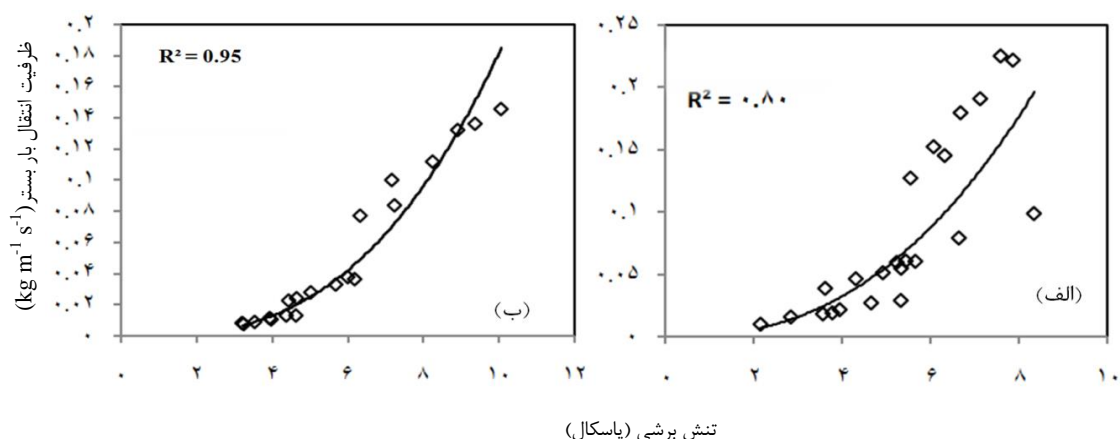 ظرفیت انتقال بار بستر (kg m⁻¹ s⁻¹)
R² = 0.95
۰.۲
۰.۱۸
۰.۱۶
۰.۱۴
۰.۱۲
۰.۱
۰.۰۸
۰.۰۶
۰.۰۴
۰.۰۲
۰
(ب)
۰ ۲ ۴ ۶ ۸ ۱۰ ۱۲
R² = ۰.۸۰
۰.۲۵
۰.۲
۰.۱۵
۰.۱
۰.۰۵
۰
(الف)
۰ ۲ ۴ ۶ ۸ ۱۰
تنش برشی (پاسکال)